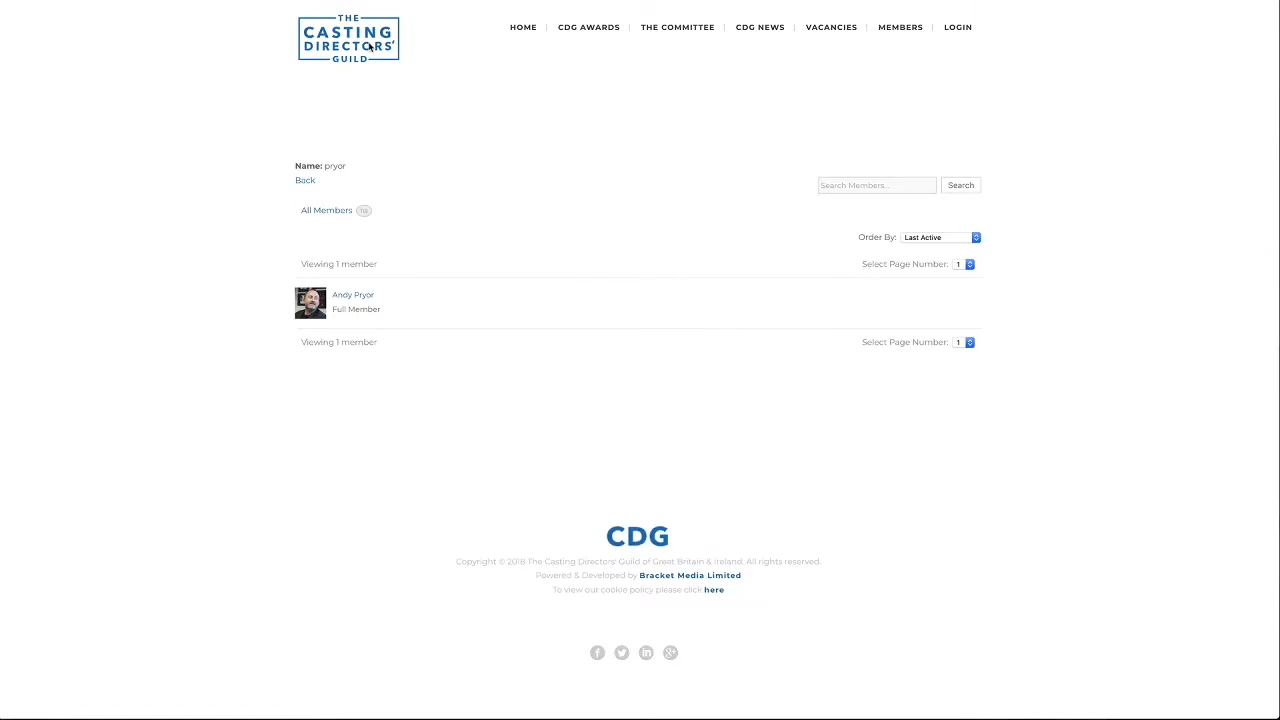 THE
CASTING
DIRECTORS'
GUILD
HOME CDG AWARDS THE COMMITTEE CDG NEWS VACANCIES MEMBERS LOGIN
Name: pryor
Back
Search Members... Search
All Members
Order By: Last Active
Viewing 1 member Select Page Number: 1
Andy Pryor
Full Member
Viewing 1 member Select Page Number: 1
CDG
Copyright © 2018 The Casting Directors' Guild of Great Britain & Ireland. All rights reserved.
Powered & Developed by Bracket Media Limited
To view our cookie policy please click here